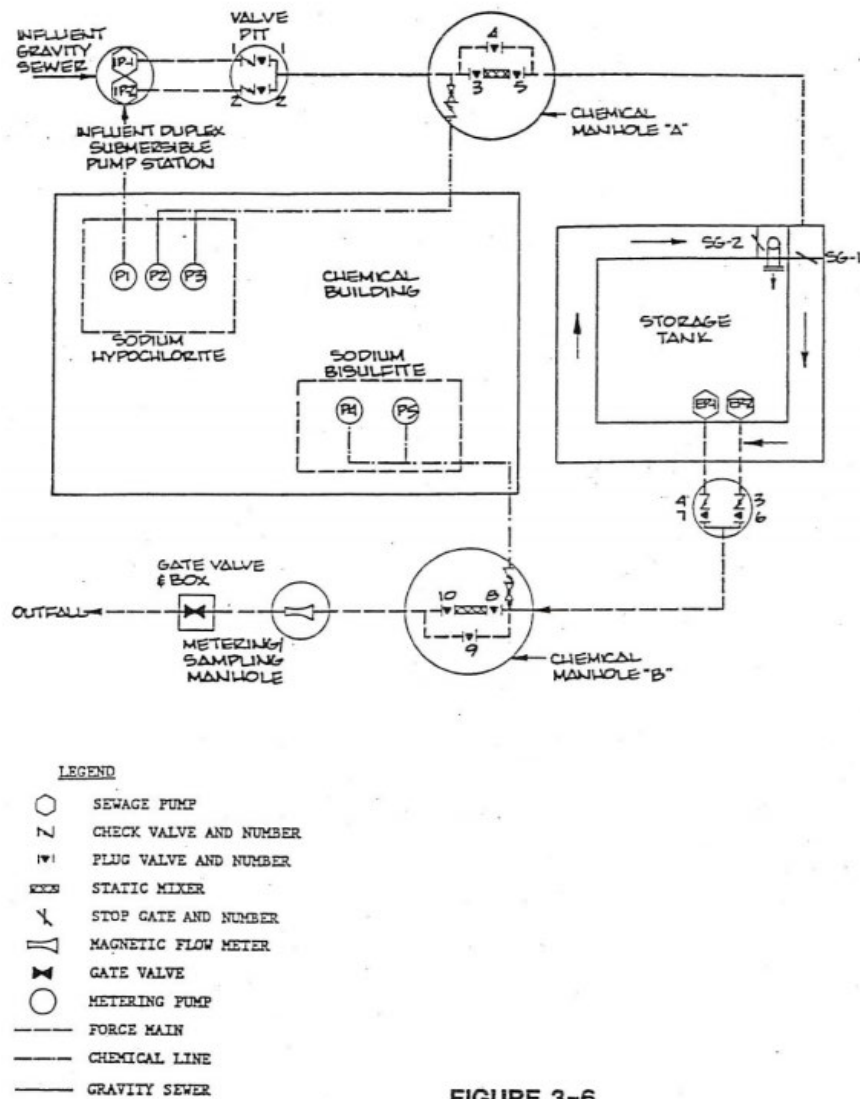 INFLUENT
GRAVITY
SEWER
IP-1
IP-2
VALVE
PIT
1
1
2
2
INFLUENT DUPLEX
SUBMERSIBLE
PUMP STATION
4
3
5
CHEMICAL
MANHOLE "A"
P1
P2
P3
SODIUM
HYPOCHLORITE
CHEMICAL
BUILDING
SODIUM
BISULFITE
P4
P5
SG-2
SG-1
STORAGE
TANK
EP-1
EP-2
4
7
3
6
GATE VALVE
& BOX
OUTFALL
METERING/
SAMPLING
MANHOLE
10
8
9
CHEMICAL
MANHOLE "B"
LEGEND
SEWAGE PUMP
CHECK VALVE AND NUMBER
PLUG VALVE AND NUMBER
STATIC MIXER
STOP GATE AND NUMBER
MAGNETIC FLOW METER
GATE VALVE
METERING PUMP
FORCE MAIN
CHEMICAL LINE
GRAVITY SEWER
FIGURE 3-6